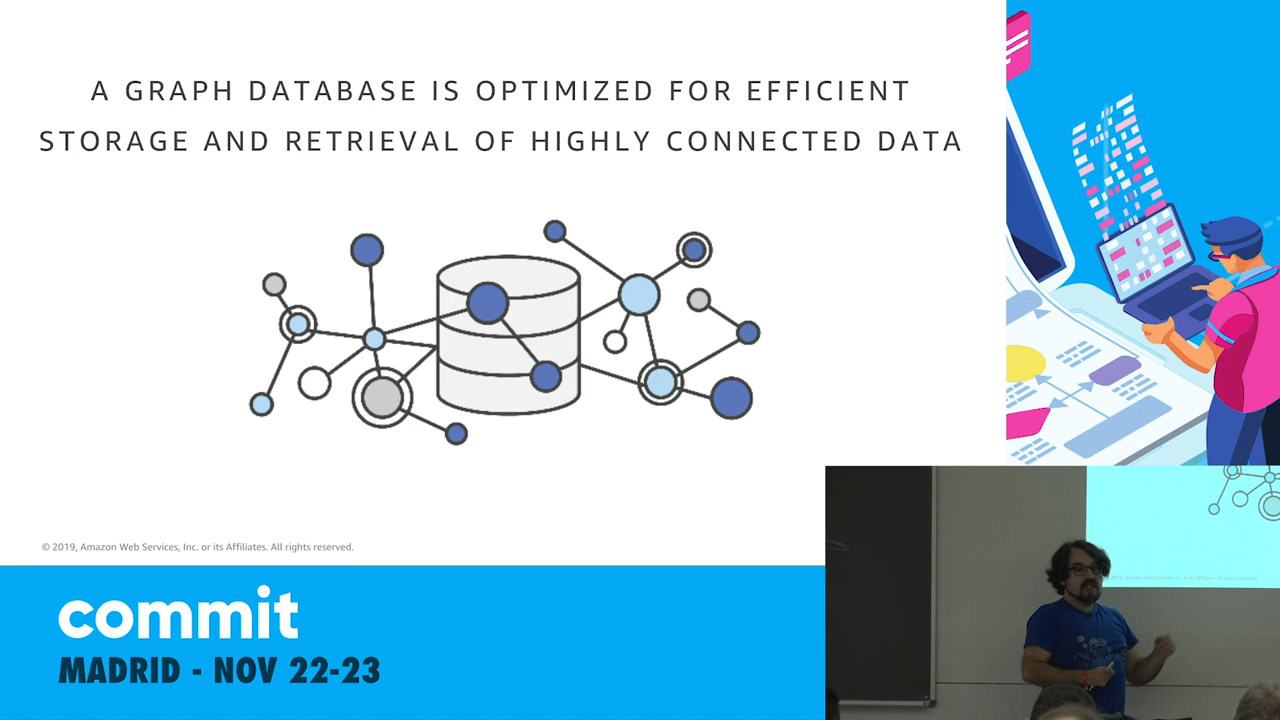 A GRAPH DATABASE IS OPTIMIZED FOR EFFICIENT
STORAGE AND RETRIEVAL OF HIGHLY CONNECTED DATA
© 2019, Amazon Web Services, Inc. or its Affiliates. All rights reserved.
commit
MADRID - NOV 22-23